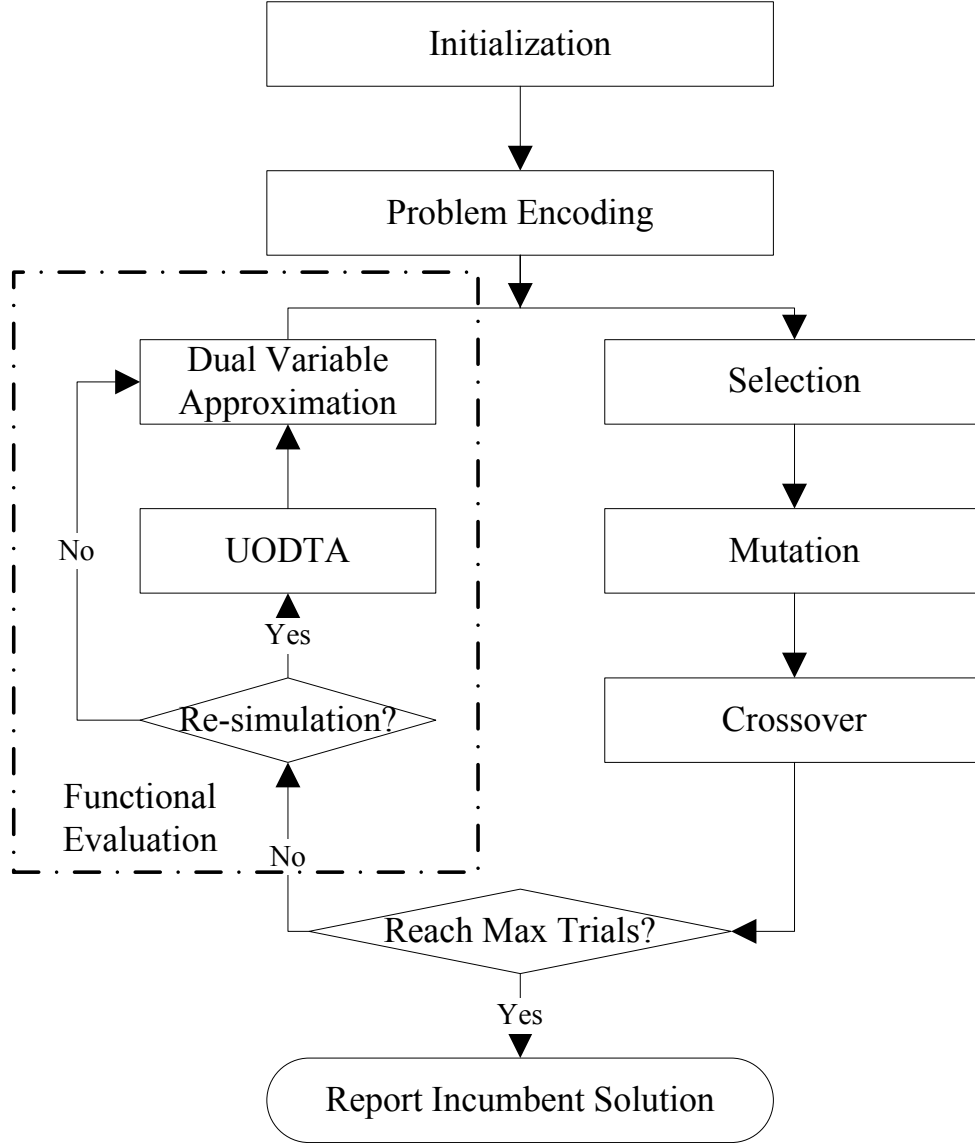 Initialization
Problem Encoding
Dual Variable
Approximation
Selection
No
UODTA
Mutation
Yes
Re-simulation?
Crossover
Functional
Evaluation
No
Reach Max Trials?
Yes
Report Incumbent Solution